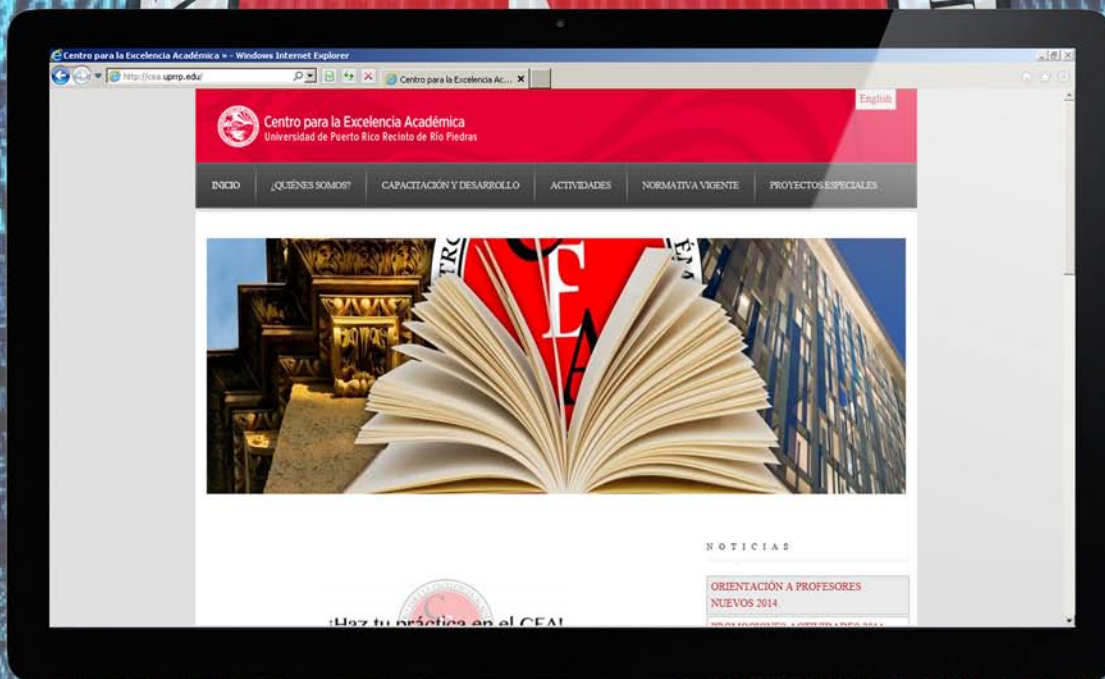 Centro para la Excelencia Académica » - Windows Internet Explorer
http://cea.uprrp.edu/
Centro para la Excelencia Ac...
English
Centro para la Excelencia Académica
Universidad de Puerto Rico Recinto de Río Piedras
INICIO
¿QUIÉNES SOMOS?
CAPACITACIÓN Y DESARROLLO
ACTIVIDADES
NORMATIVA VIGENTE
PROYECTOS ESPECIALES
C
E
A
NOTICIAS
ORIENTACIÓN A PROFESORES
NUEVOS 2014
¡Haz tu práctica en el CEA!